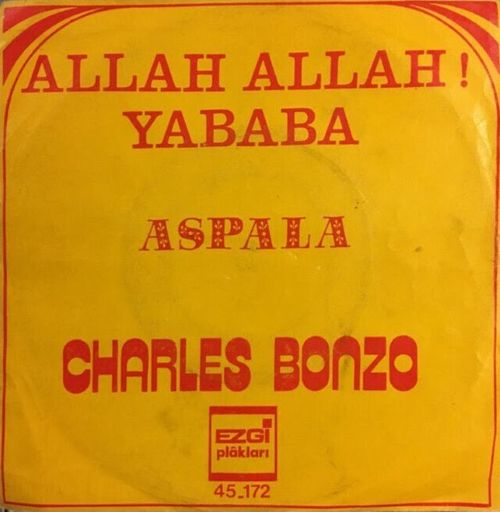 ALLAH ALLAH!
YABABA
ASPALA
CHARLES BONZO
EZGİ
plâkları
45_172